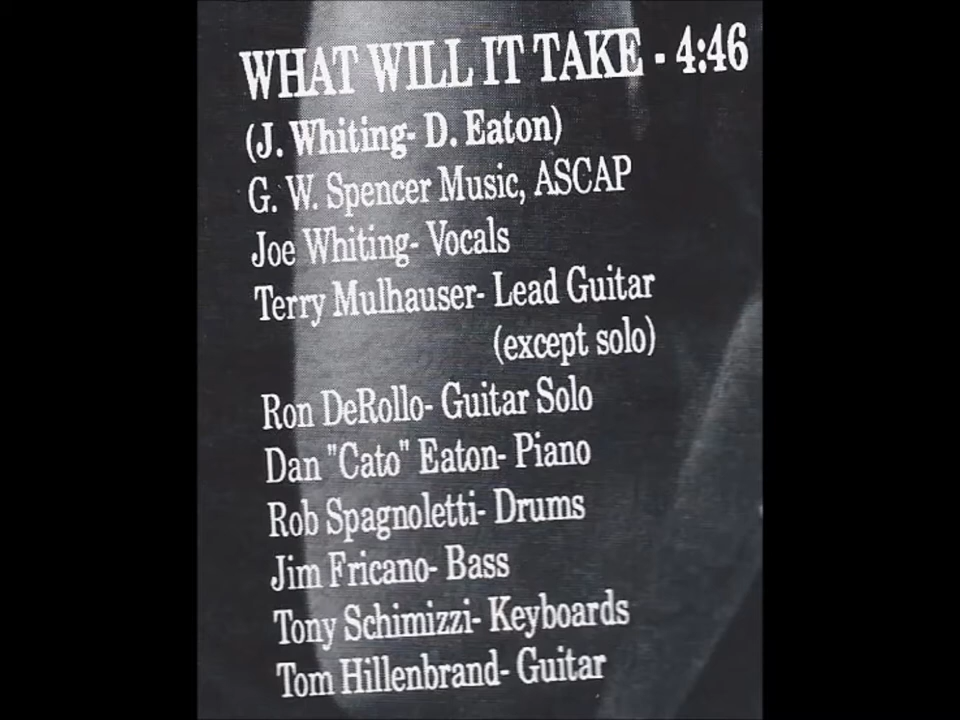 WHAT WILL IT TAKE - 4:46
(J. Whiting- D. Eaton)
G. W. Spencer Music, ASCAP
Joe Whiting- Vocals
Terry Mulhauser- Lead Guitar
(except solo)
Ron DeRollo- Guitar Solo
Dan "Cato" Eaton- Piano
Rob Spagnoletti- Drums
Jim Fricano- Bass
Tony Schimizzi- Keyboards
Tom Hillenbrand- Guitar